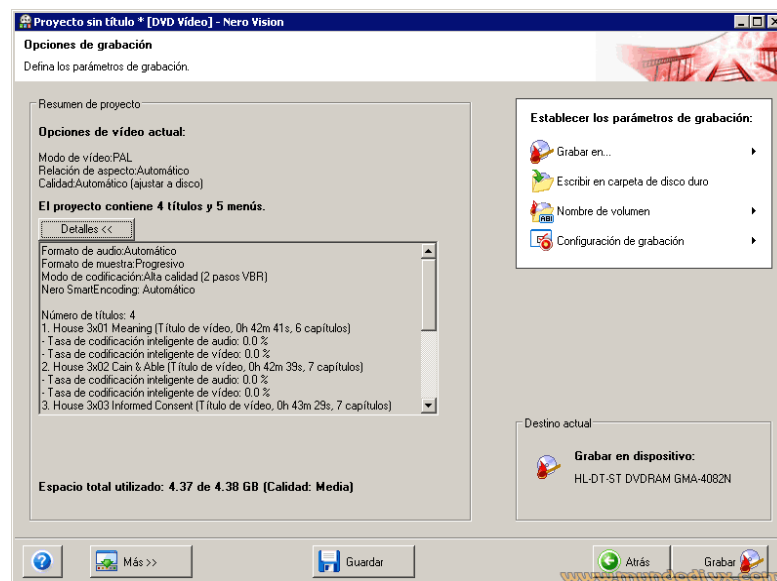 Proyecto sin título * [DVD Vídeo] - Nero Vision
Opciones de grabación
Defina los parámetros de grabación.
Resumen de proyecto
Opciones de vídeo actual:
Modo de vídeo:PAL
Relación de aspecto:Automático
Calidad:Automático (ajustar a disco)
El proyecto contiene 4 títulos y 5 menús.
Detalles <<
Formato de audio:Automático
Formato de muestra:Progresivo
Modo de codificación:Alta calidad (2 pasos VBR)
Nero SmartEncoding: Automático
Número de títulos: 4
1. House 3x01 Meaning (Título de vídeo, 0h 42m 41s, 6 capítulos)
- Tasa de codificación inteligente de audio: 0.0 %
- Tasa de codificación inteligente de vídeo: 0.0 %
2. House 3x02 Cain & Able (Título de vídeo, 0h 42m 39s, 7 capítulos)
- Tasa de codificación inteligente de audio: 0.0 %
- Tasa de codificación inteligente de vídeo: 0.0 %
3. House 3x03 Informed Consent (Título de vídeo, 0h 43m 29s, 7 capítulos)
Espacio total utilizado: 4.37 de 4.38 GB (Calidad: Media)
Establecer los parámetros de grabación:
Grabar en...
Escribir en carpeta de disco duro
ABI
Nombre de volumen
Configuración de grabación
Destino actual
Grabar en dispositivo:
HL-DT-ST DVDRAM GMA-4082N
?
Más >>
Guardar
Atrás
Grabar
www.mundodivx.com